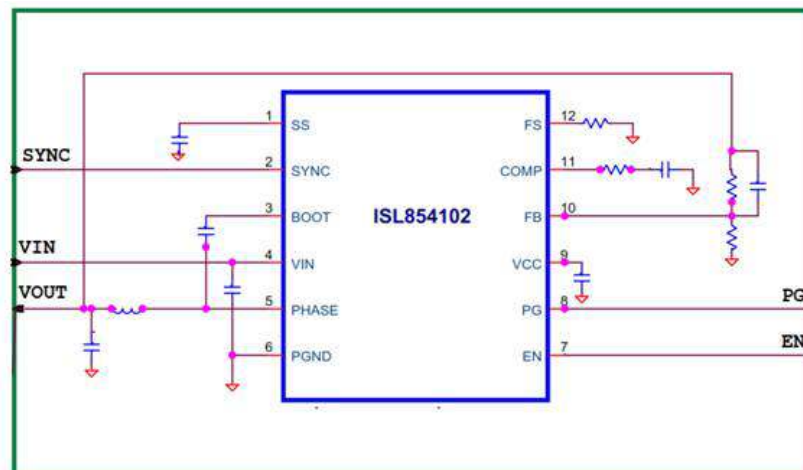 1 SS FS 12
SYNC 2 SYNC COMP 11
3 BOOT ISL854102 FB 10
VIN 4 VIN VCC 9
VOUT 5 PHASE PG 8 PG
6 PGND EN 7 EN